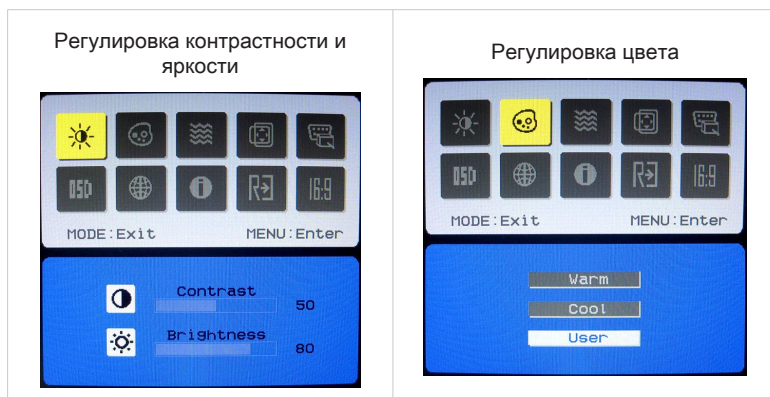 Регулировка контрастности и
яркости
OSD
R
16:9
MODE:Exit
MENU:Enter
Contrast
50
Brightness
80
Регулировка цвета
OSD
R
16:9
MODE:Exit
MENU:Enter
Warm
Cool
User